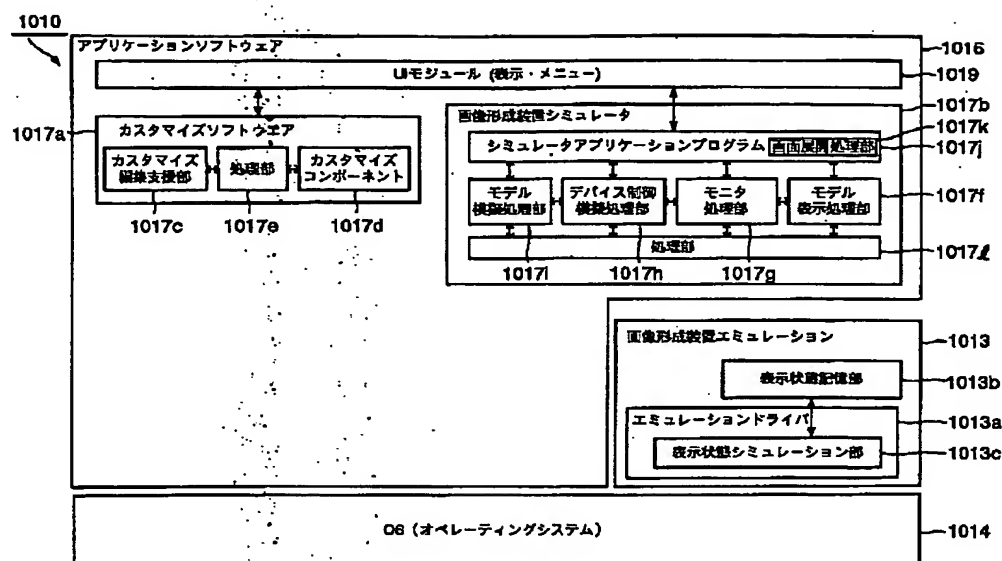 1010
アプリケーションソフトウェア
1016
UIモジュール (表示・メニュー)
1019
1017a
カスタマイズソフトウエア
カスタマイズ
編集支援部
処理部
カスタマイズ
コンポーネント
1017c
1017e
1017d
画像形成装置シミュレータ
1017b
シミュレータアプリケーションプログラム
画面展開処理部
1017k
1017j
モデル
模擬処理部
デバイス制御
模擬処理部
モニタ
処理部
モデル
表示処理部
1017f
処理部
1017ℓ
1017i
1017h
1017g
画像形成装置エミュレーション
1013
表示状態記憶部
1013b
エミュレーションドライバ
1013a
表示状態シミュレーション部
1013c
OS (オペレーティングシステム)
1014